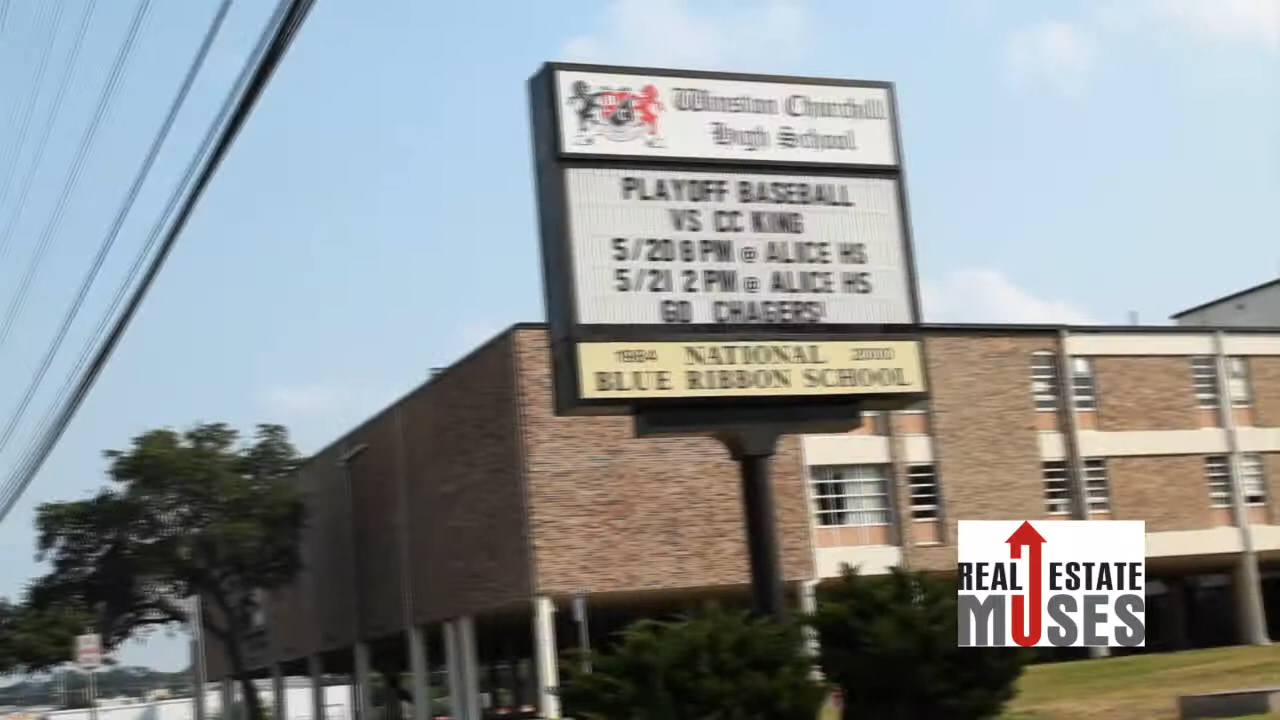 Winston Churchill
High School
PLAYOFF BASEBALL
VS CC KING
5/20 8 PM @ ALICE HS
5/21 2 PM @ ALICE HS
GO CHAGERS!
1984 NATIONAL 2000
BLUE RIBBON SCHOOL
REAL ESTATE
MUSES